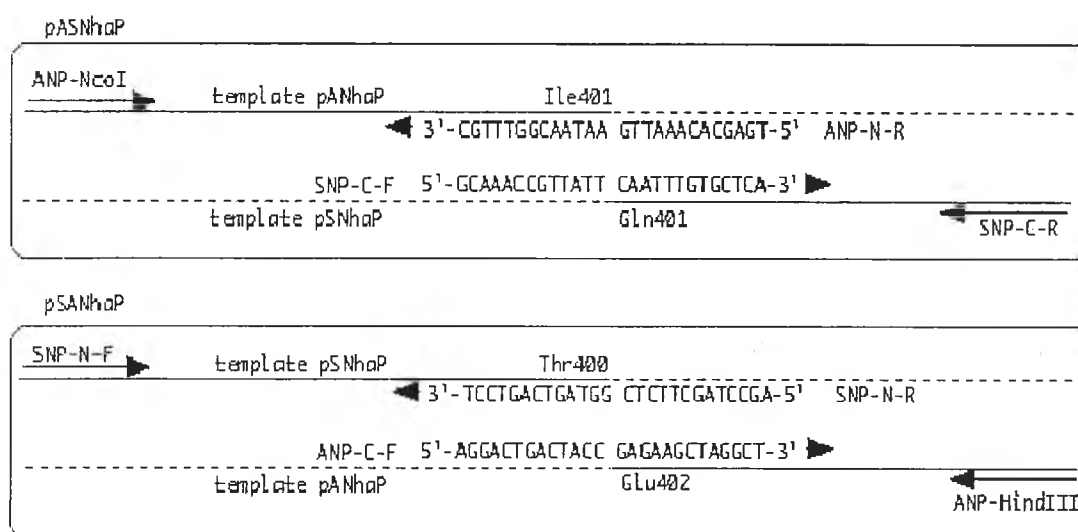 pASNhaP
ANP-NcoI
template pANhaP Ile401
3'-CGTTTGGCAATAA GTTAAACACGAGT-5' ANP-N-R
SNP-C-F 5'-GCAAACCGTTATT CAATTTGTGCTCA-3'
template pSNhaP Gln401
SNP-C-R
pSANhaP
SNP-N-F
template pSNhaP Thr400
3'-TCCTGACTGATGG CTCTTCGATCCGA-5' SNP-N-R
ANP-C-F 5'-AGGACTGACTACC GAGAAGCTAGGCT-3'
template pANhaP Glu402
ANP-HindIII